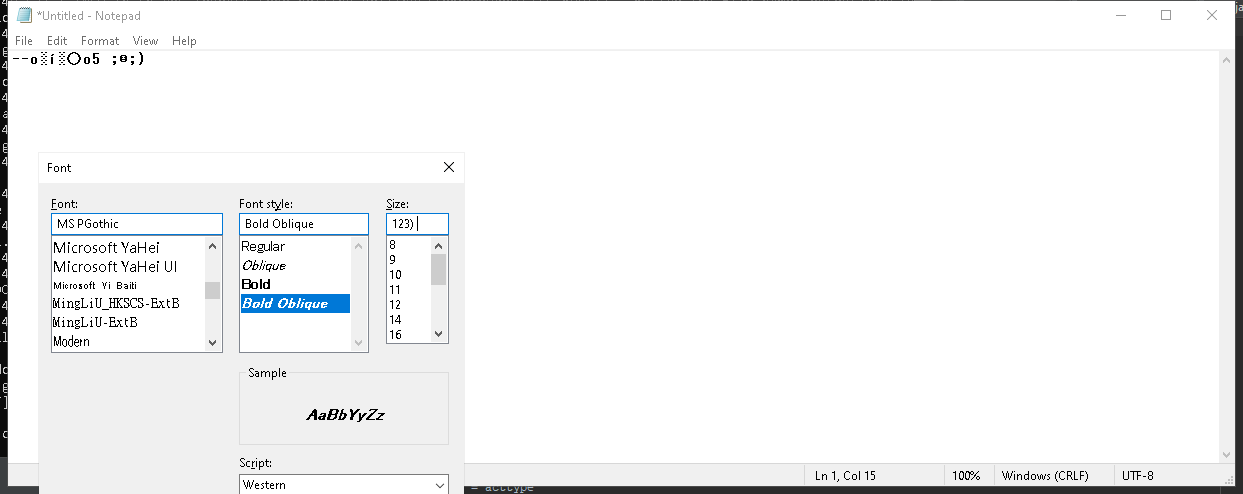 *Untitled - Notepad
File Edit Format View Help
--o░í░○o5 ;e;)
Font
Font: Font style: Size:
MS PGothic Bold Oblique 123)
Microsoft YaHei
Microsoft YaHei UI
Microsoft Yi Baiti
MingLiU_HKSCS-ExtB
MingLiU-ExtB
Modern
Regular
Oblique
Bold
Bold Oblique
8
9
10
11
12
14
16
Sample
AaBbYyZz
Script:
Western
Ln 1, Col 15 100% Windows (CRLF) UTF-8
= acctype